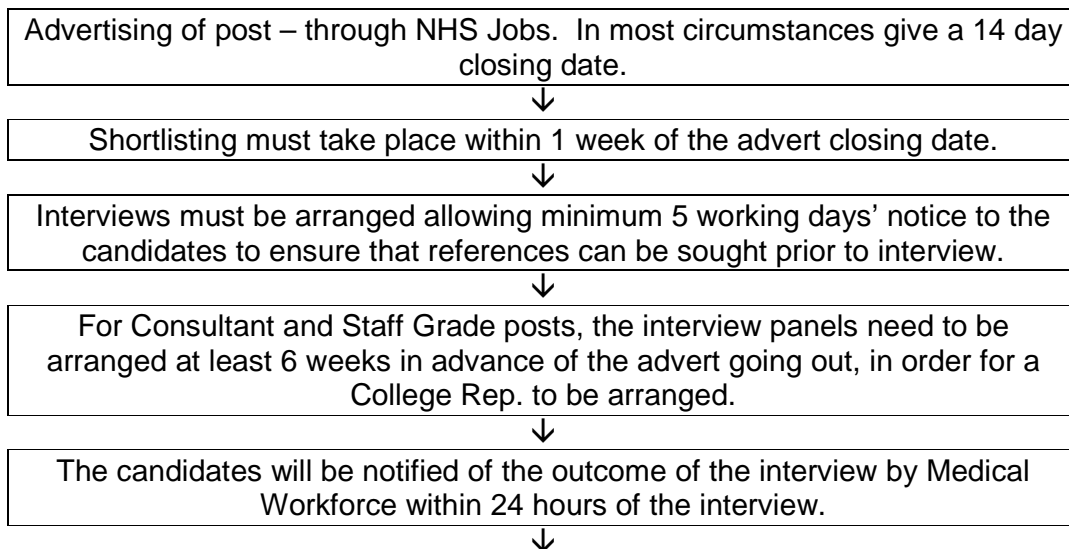 Advertising of post – through NHS Jobs.  In most circumstances give a 14 day
closing date.
Shortlisting must take place within 1 week of the advert closing date.
Interviews must be arranged allowing minimum 5 working days’ notice to the
candidates to ensure that references can be sought prior to interview.
For Consultant and Staff Grade posts, the interview panels need to be
arranged at least 6 weeks in advance of the advert going out, in order for a
College Rep. to be arranged.
The candidates will be notified of the outcome of the interview by Medical
Workforce within 24 hours of the interview.